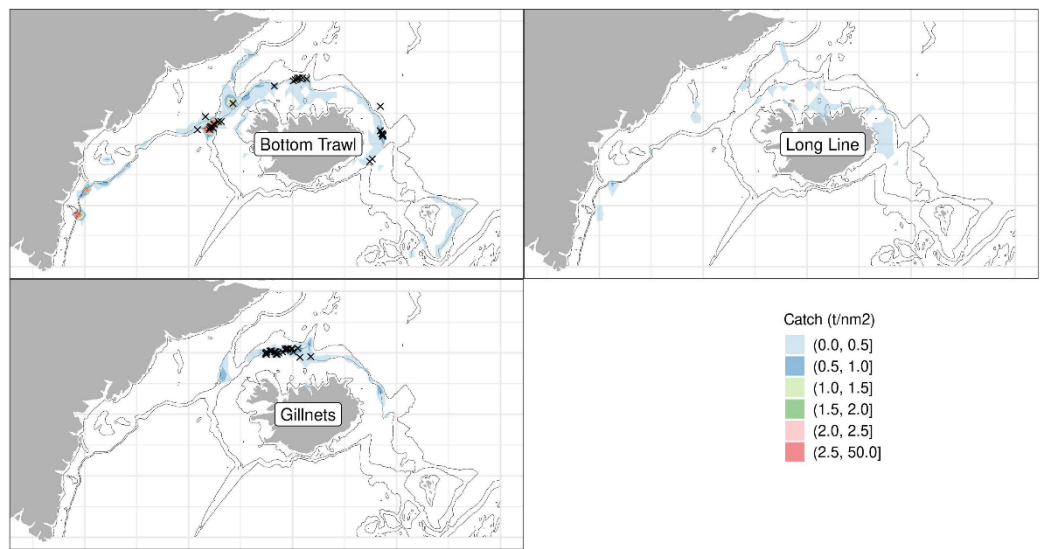 Bottom Trawl
Long Line
Gillnets
Catch (t/nm2)
(0.0, 0.5]
(0.5, 1.0]
(1.0, 1.5]
(1.5, 2.0]
(2.0, 2.5]
(2.5, 50.0]